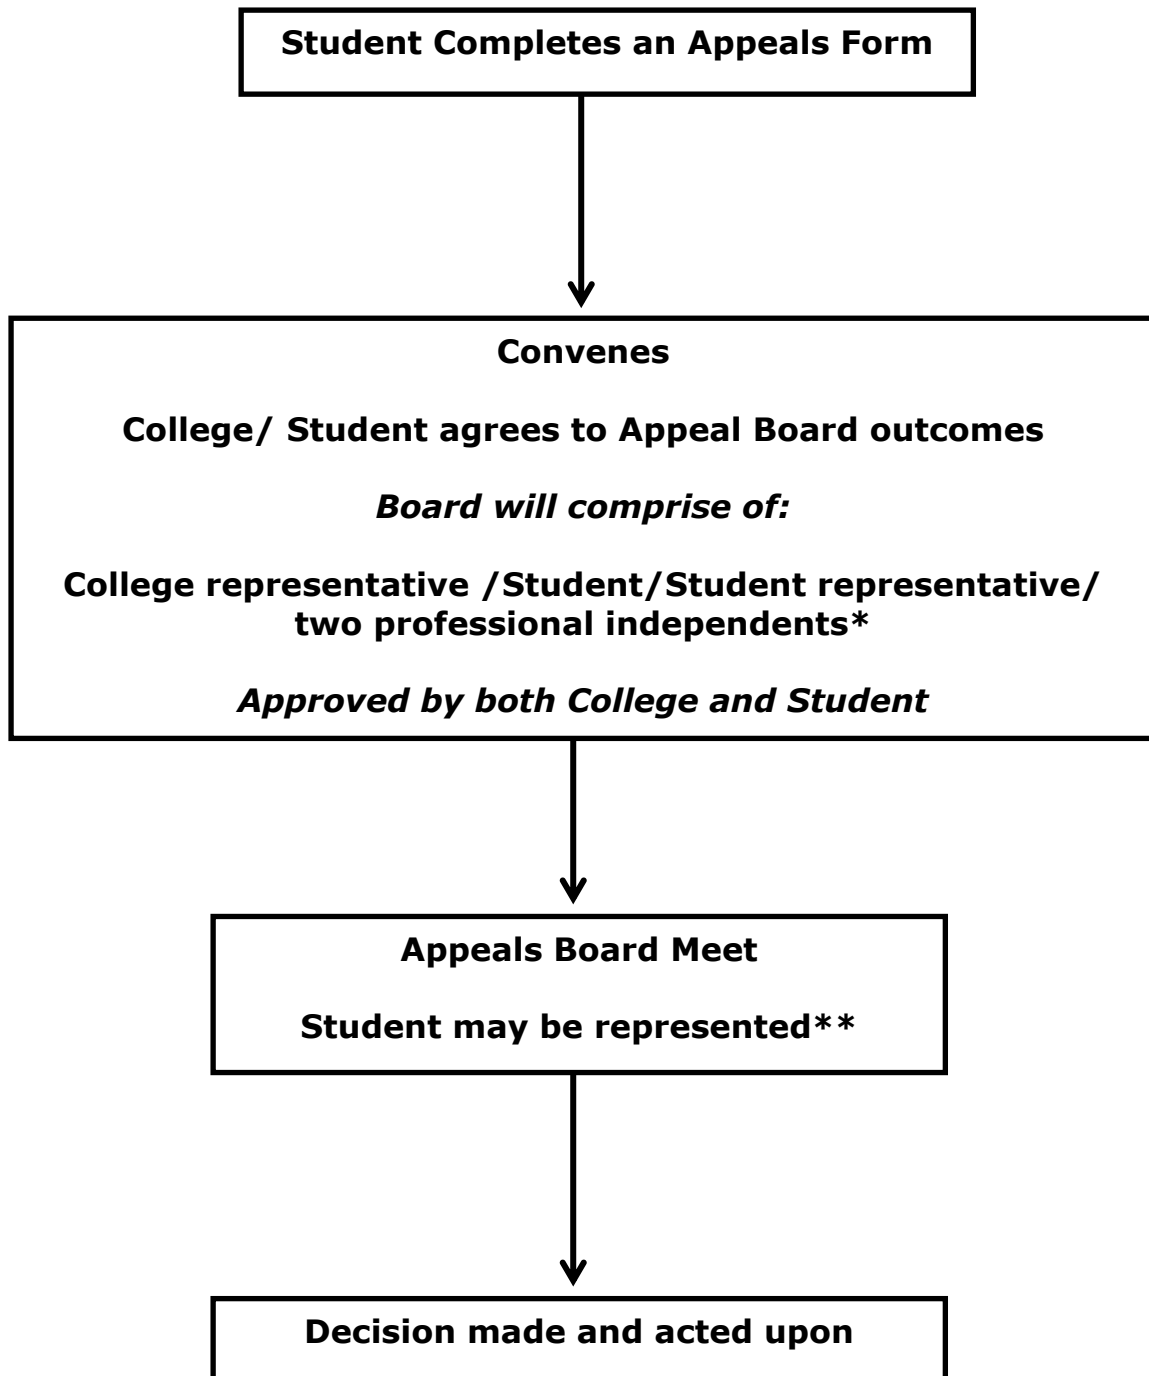 Student Completes an Appeals Form
Convenes
College/ Student agrees to Appeal Board outcomes
Board will comprise of:
College representative /Student/Student representative/
two professional independents*
Approved by both College and Student
Appeals Board Meet
Student may be represented**
Decision made and acted upon